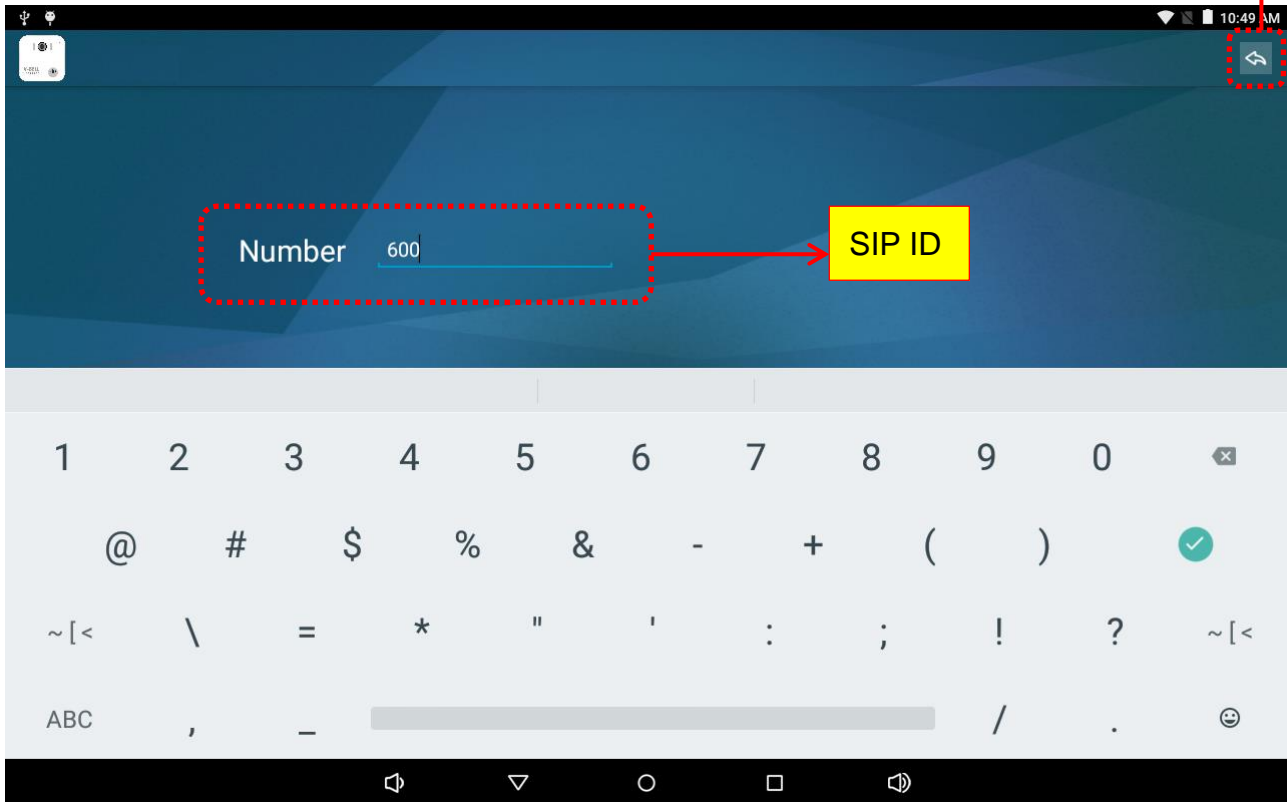 10:49 AM
Number 600
SIP ID
1 2 3 4 5 6 7 8 9 0
@ # $ % & - + ( )
~ [ < \ = * " ' : ; ! ? ~ [ <
ABC , _ / .